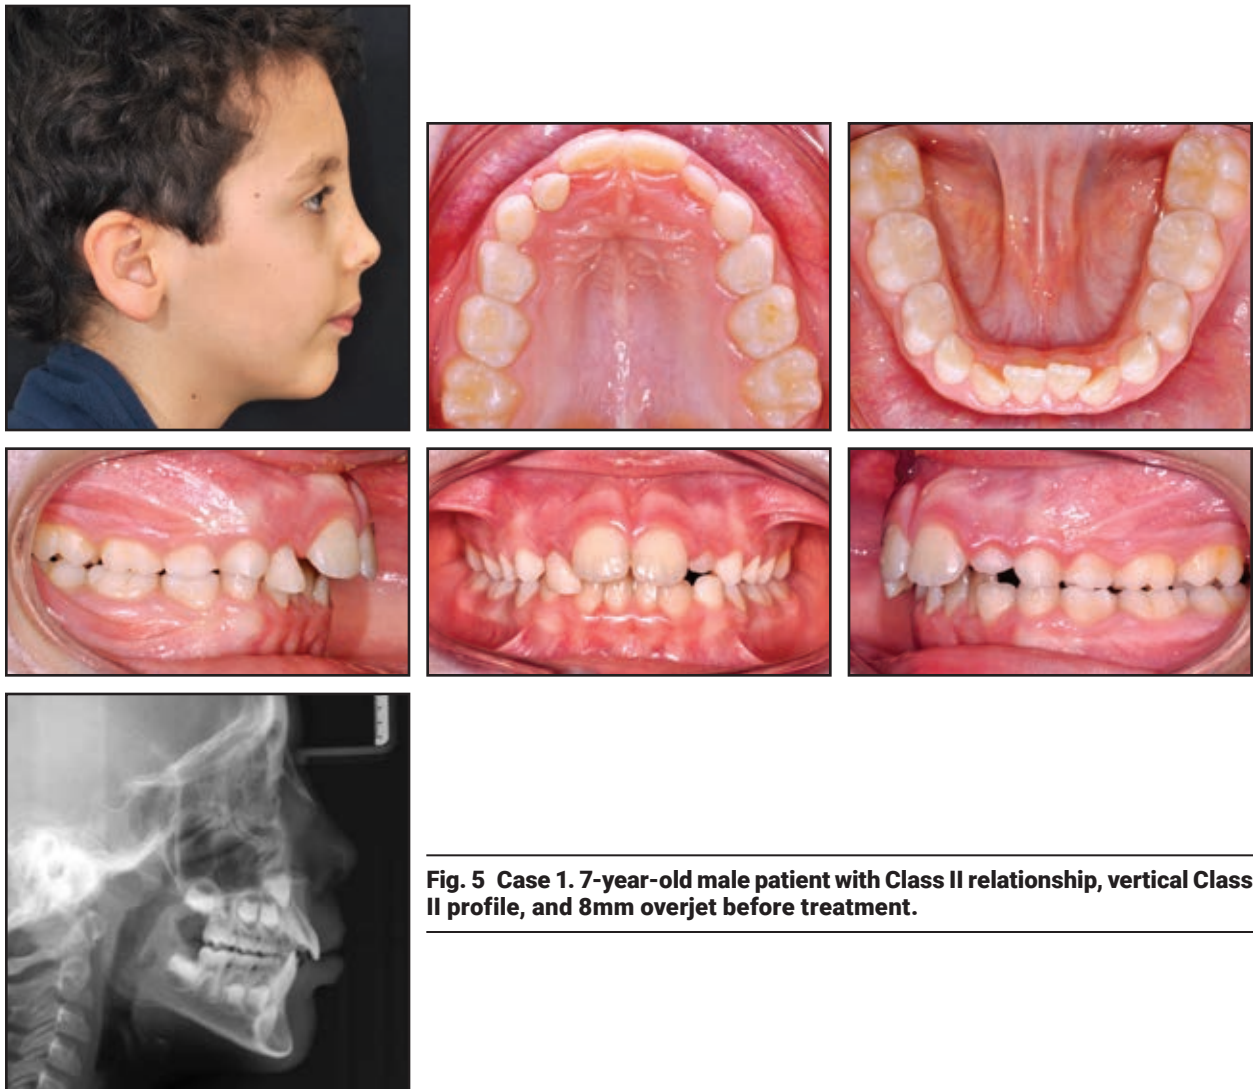 Fig. 5 Case 1. 7-year-old male patient with Class II relationship, vertical Class
II profile, and 8mm overjet before treatment.